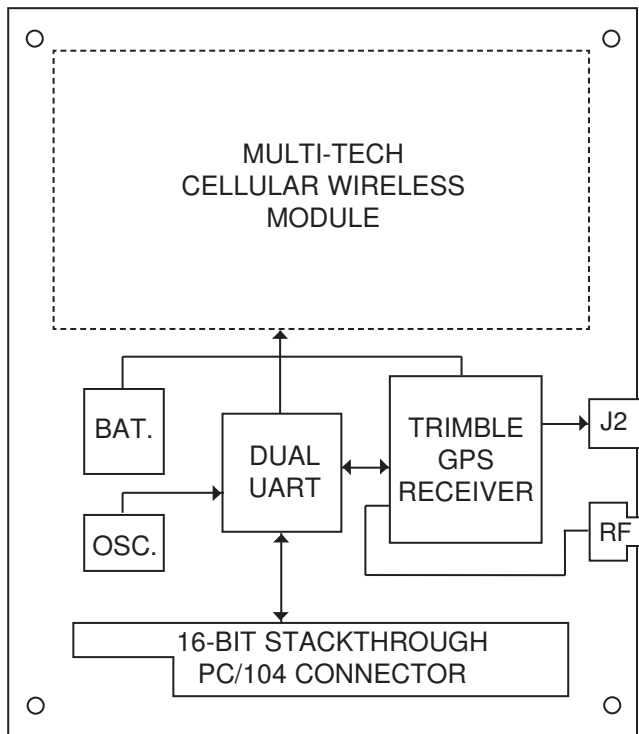 MULTI-TECH
CELLULAR WIRELESS
MODULE
BAT.
DUAL
UART
TRIMBLE
GPS
RECEIVER
J2
OSC.
RF
16-BIT STACKTHROUGH
PC/104 CONNECTOR